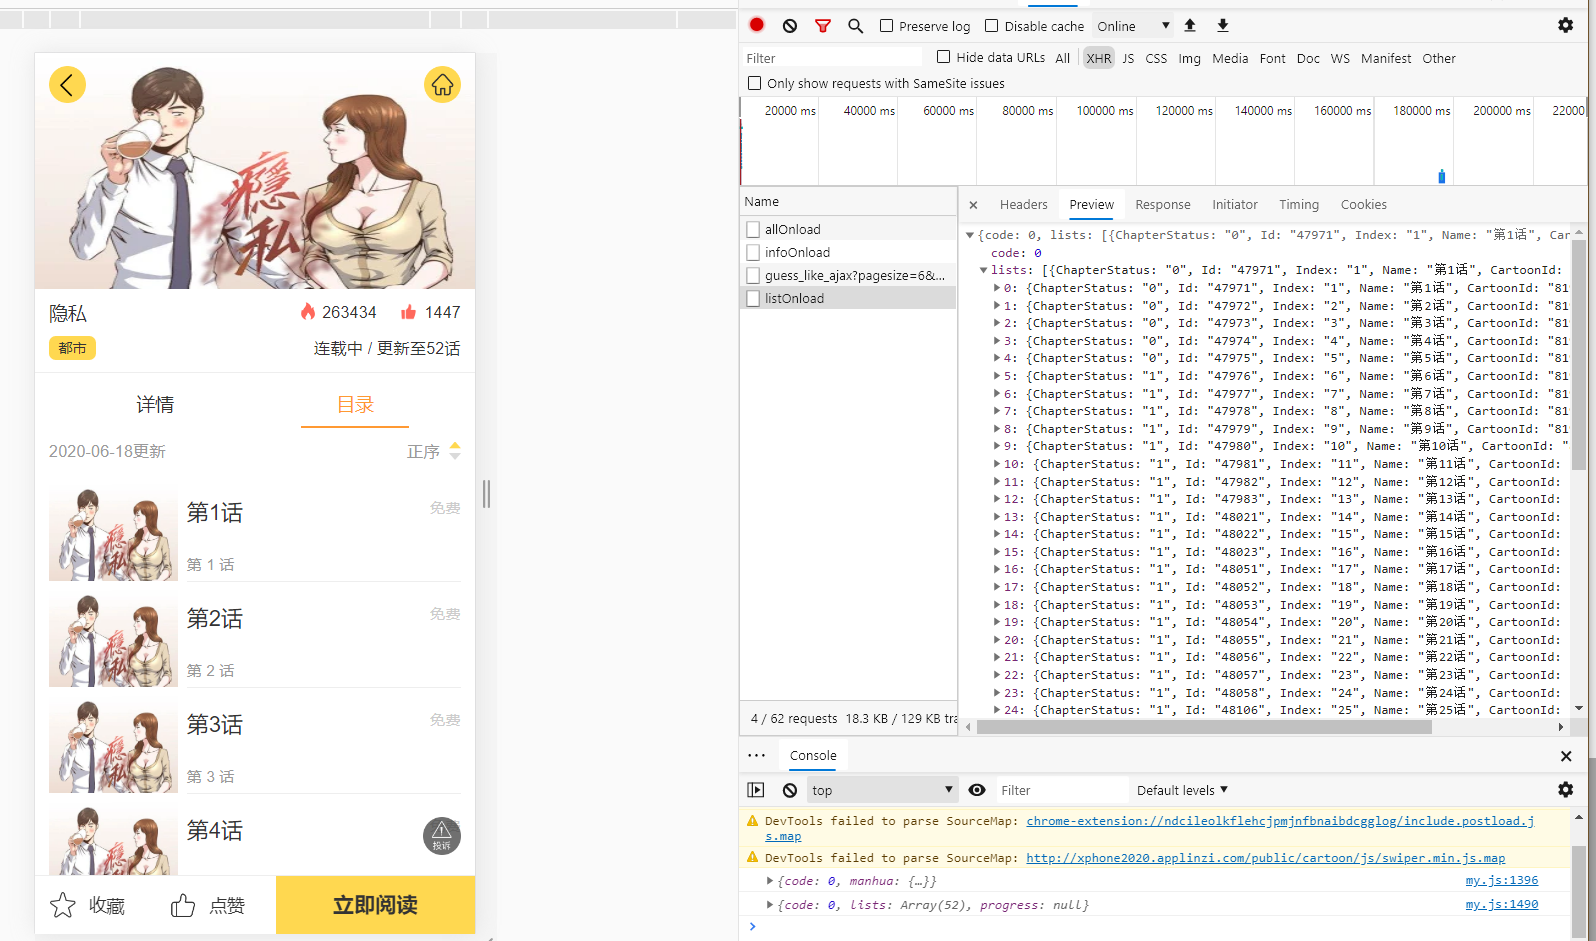 癮私
隐私
263434
1447
都市
连载中 / 更新至52话
详情
目录
2020-06-18更新
正序
第1话
免费
第 1 话
第2话
免费
第 2 话
第3话
免费
第 3 话
第4话
投诉
收藏
点赞
立即阅读
Preserve log
Disable cache
Online
Filter
Hide data URLs
All
XHR
JS
CSS
Img
Media
Font
Doc
WS
Manifest
Other
Only show requests with SameSite issues
20000 ms
40000 ms
60000 ms
80000 ms
100000 ms
120000 ms
140000 ms
160000 ms
180000 ms
200000 ms
22000
Name
allOnload
infoOnload
guess_like_ajax?pagesize=6&...
listOnload
4 / 62 requests 18.3 KB / 129 KB tra
Headers
Preview
Response
Initiator
Timing
Cookies
{code: 0, lists: [{ChapterStatus: "0", Id: "47971", Index: "1", Name: "第1话", Car
code: 0
lists: [{ChapterStatus: "0", Id: "47971", Index: "1", Name: "第1话", CartoonId:
0: {ChapterStatus: "0", Id: "47971", Index: "1", Name: "第1话", CartoonId: "81
1: {ChapterStatus: "0", Id: "47972", Index: "2", Name: "第2话", CartoonId: "81
2: {ChapterStatus: "0", Id: "47973", Index: "3", Name: "第3话", CartoonId: "81
3: {ChapterStatus: "0", Id: "47974", Index: "4", Name: "第4话", CartoonId: "81
4: {ChapterStatus: "0", Id: "47975", Index: "5", Name: "第5话", CartoonId: "81
5: {ChapterStatus: "1", Id: "47976", Index: "6", Name: "第6话", CartoonId: "81
6: {ChapterStatus: "1", Id: "47977", Index: "7", Name: "第7话", CartoonId: "81
7: {ChapterStatus: "1", Id: "47978", Index: "8", Name: "第8话", CartoonId: "81
8: {ChapterStatus: "1", Id: "47979", Index: "9", Name: "第9话", CartoonId: "81
9: {ChapterStatus: "1", Id: "47980", Index: "10", Name: "第10话", CartoonId: "
10: {ChapterStatus: "1", Id: "47981", Index: "11", Name: "第11话", CartoonId:
11: {ChapterStatus: "1", Id: "47982", Index: "12", Name: "第12话", CartoonId:
12: {ChapterStatus: "1", Id: "47983", Index: "13", Name: "第13话", CartoonId:
13: {ChapterStatus: "1", Id: "48021", Index: "14", Name: "第14话", CartoonId:
14: {ChapterStatus: "1", Id: "48022", Index: "15", Name: "第15话", CartoonId:
15: {ChapterStatus: "1", Id: "48023", Index: "16", Name: "第16话", CartoonId:
16: {ChapterStatus: "1", Id: "48051", Index: "17", Name: "第17话", CartoonId:
17: {ChapterStatus: "1", Id: "48052", Index: "18", Name: "第18话", CartoonId:
18: {ChapterStatus: "1", Id: "48053", Index: "19", Name: "第19话", CartoonId:
19: {ChapterStatus: "1", Id: "48054", Index: "20", Name: "第20话", CartoonId:
20: {ChapterStatus: "1", Id: "48055", Index: "21", Name: "第21话", CartoonId:
21: {ChapterStatus: "1", Id: "48056", Index: "22", Name: "第22话", CartoonId:
22: {ChapterStatus: "1", Id: "48057", Index: "23", Name: "第23话", CartoonId:
23: {ChapterStatus: "1", Id: "48058", Index: "24", Name: "第24话", CartoonId:
24: {ChapterStatus: "1", Id: "48106", Index: "25", Name: "第25话", CartoonId:
Console
top
Filter
Default levels
DevTools failed to parse SourceMap: chrome-extension://ndcileolkflehcjpmjnfbnaibdcgglog/include.postload.j
s.map
DevTools failed to parse SourceMap: http://xphone2020.applinzi.com/public/cartoon/js/swiper.min.js.map
{code: 0, manhua: {…}}
my.js:1396
{code: 0, lists: Array(52), progress: null}
my.js:1490